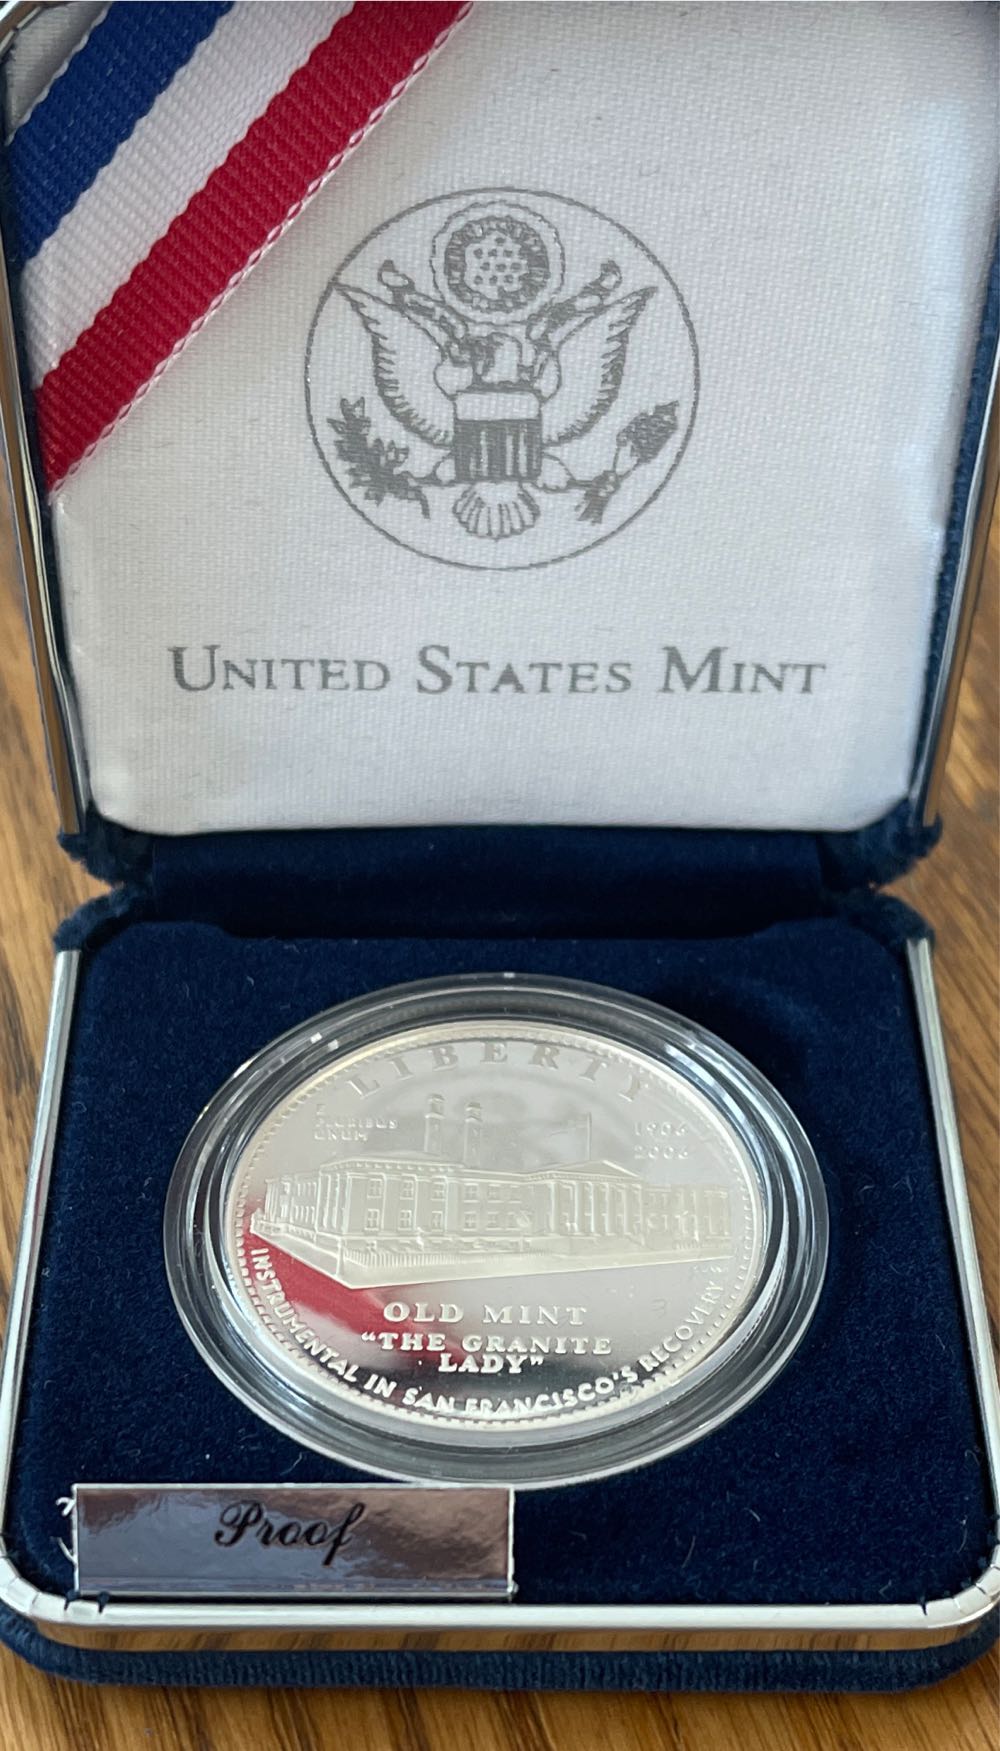 UNITED STATES MINT
LIBERTY
E
PLURIBUS
UNUM
1906
2006
OLD MINT
"THE GRANITE
LADY"
INSTRUMENTAL IN SAN FRANCISCO'S RECOVERY
Proof